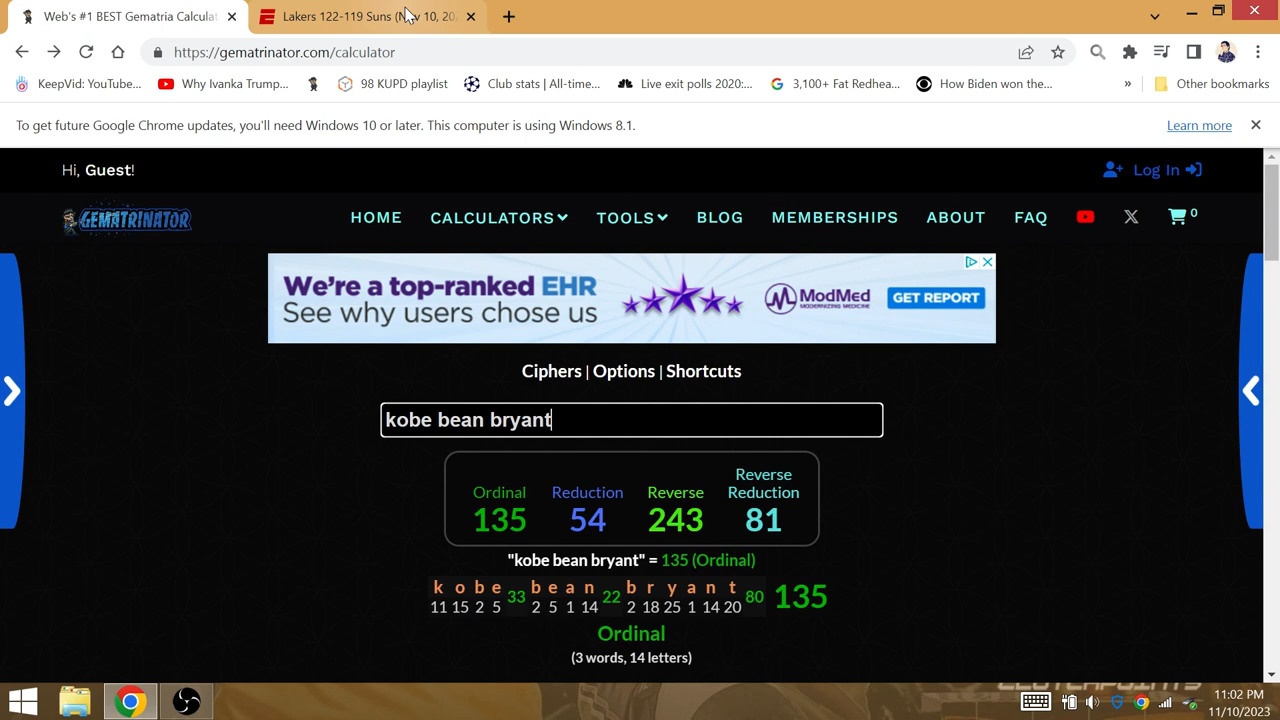 Web's #1 BEST Gematria Calculat
Lakers 122-119 Suns (Nov 10, 202
https://gematrinator.com/calculator
KeepVid: YouTube...
Why Ivanka Trump...
98 KUPD playlist
Club stats | All-time...
Live exit polls 2020:...
3,100+ Fat Redhea...
How Biden won the...
»
Other bookmarks
To get future Google Chrome updates, you'll need Windows 10 or later. This computer is using Windows 8.1.
Learn more
Hi, Guest!
Log In
GEMATRINATOR
HOME
CALCULATORS
TOOLS
BLOG
MEMBERSHIPS
ABOUT
FAQ
0
We're a top-ranked EHR
See why users chose us
ModMed
MODERNIZING MEDICINE
GET REPORT
Ciphers | Options | Shortcuts
kobe bean bryant
Ordinal Reduction Reverse Reverse Reduction
135 54 243 81
"kobe bean bryant" = 135 (Ordinal)
k o b e 33 b e a n 22 b r y a n t 80 135
11 15 2 5 2 5 1 14 2 18 25 1 14 20
Ordinal
(3 words, 14 letters)
11:02 PM
11/10/2023